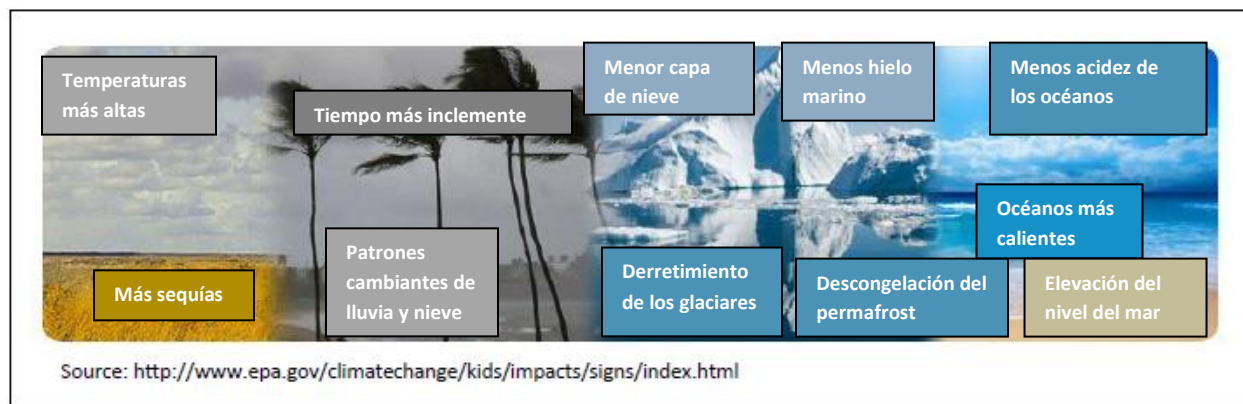 Temperaturas
más altas
Tiempo más inclemente
Menor capa
de nieve
Menos hielo
marino
Menos acidez de
los océanos
Más sequías
Patrones
cambiantes de
lluvia y nieve
Derretimiento
de los glaciares
Descongelación del
permafrost
Océanos más
calientes
Elevación del
nivel del mar
Source: http://www.epa.gov/climatechange/kids/impacts/signs/index.html